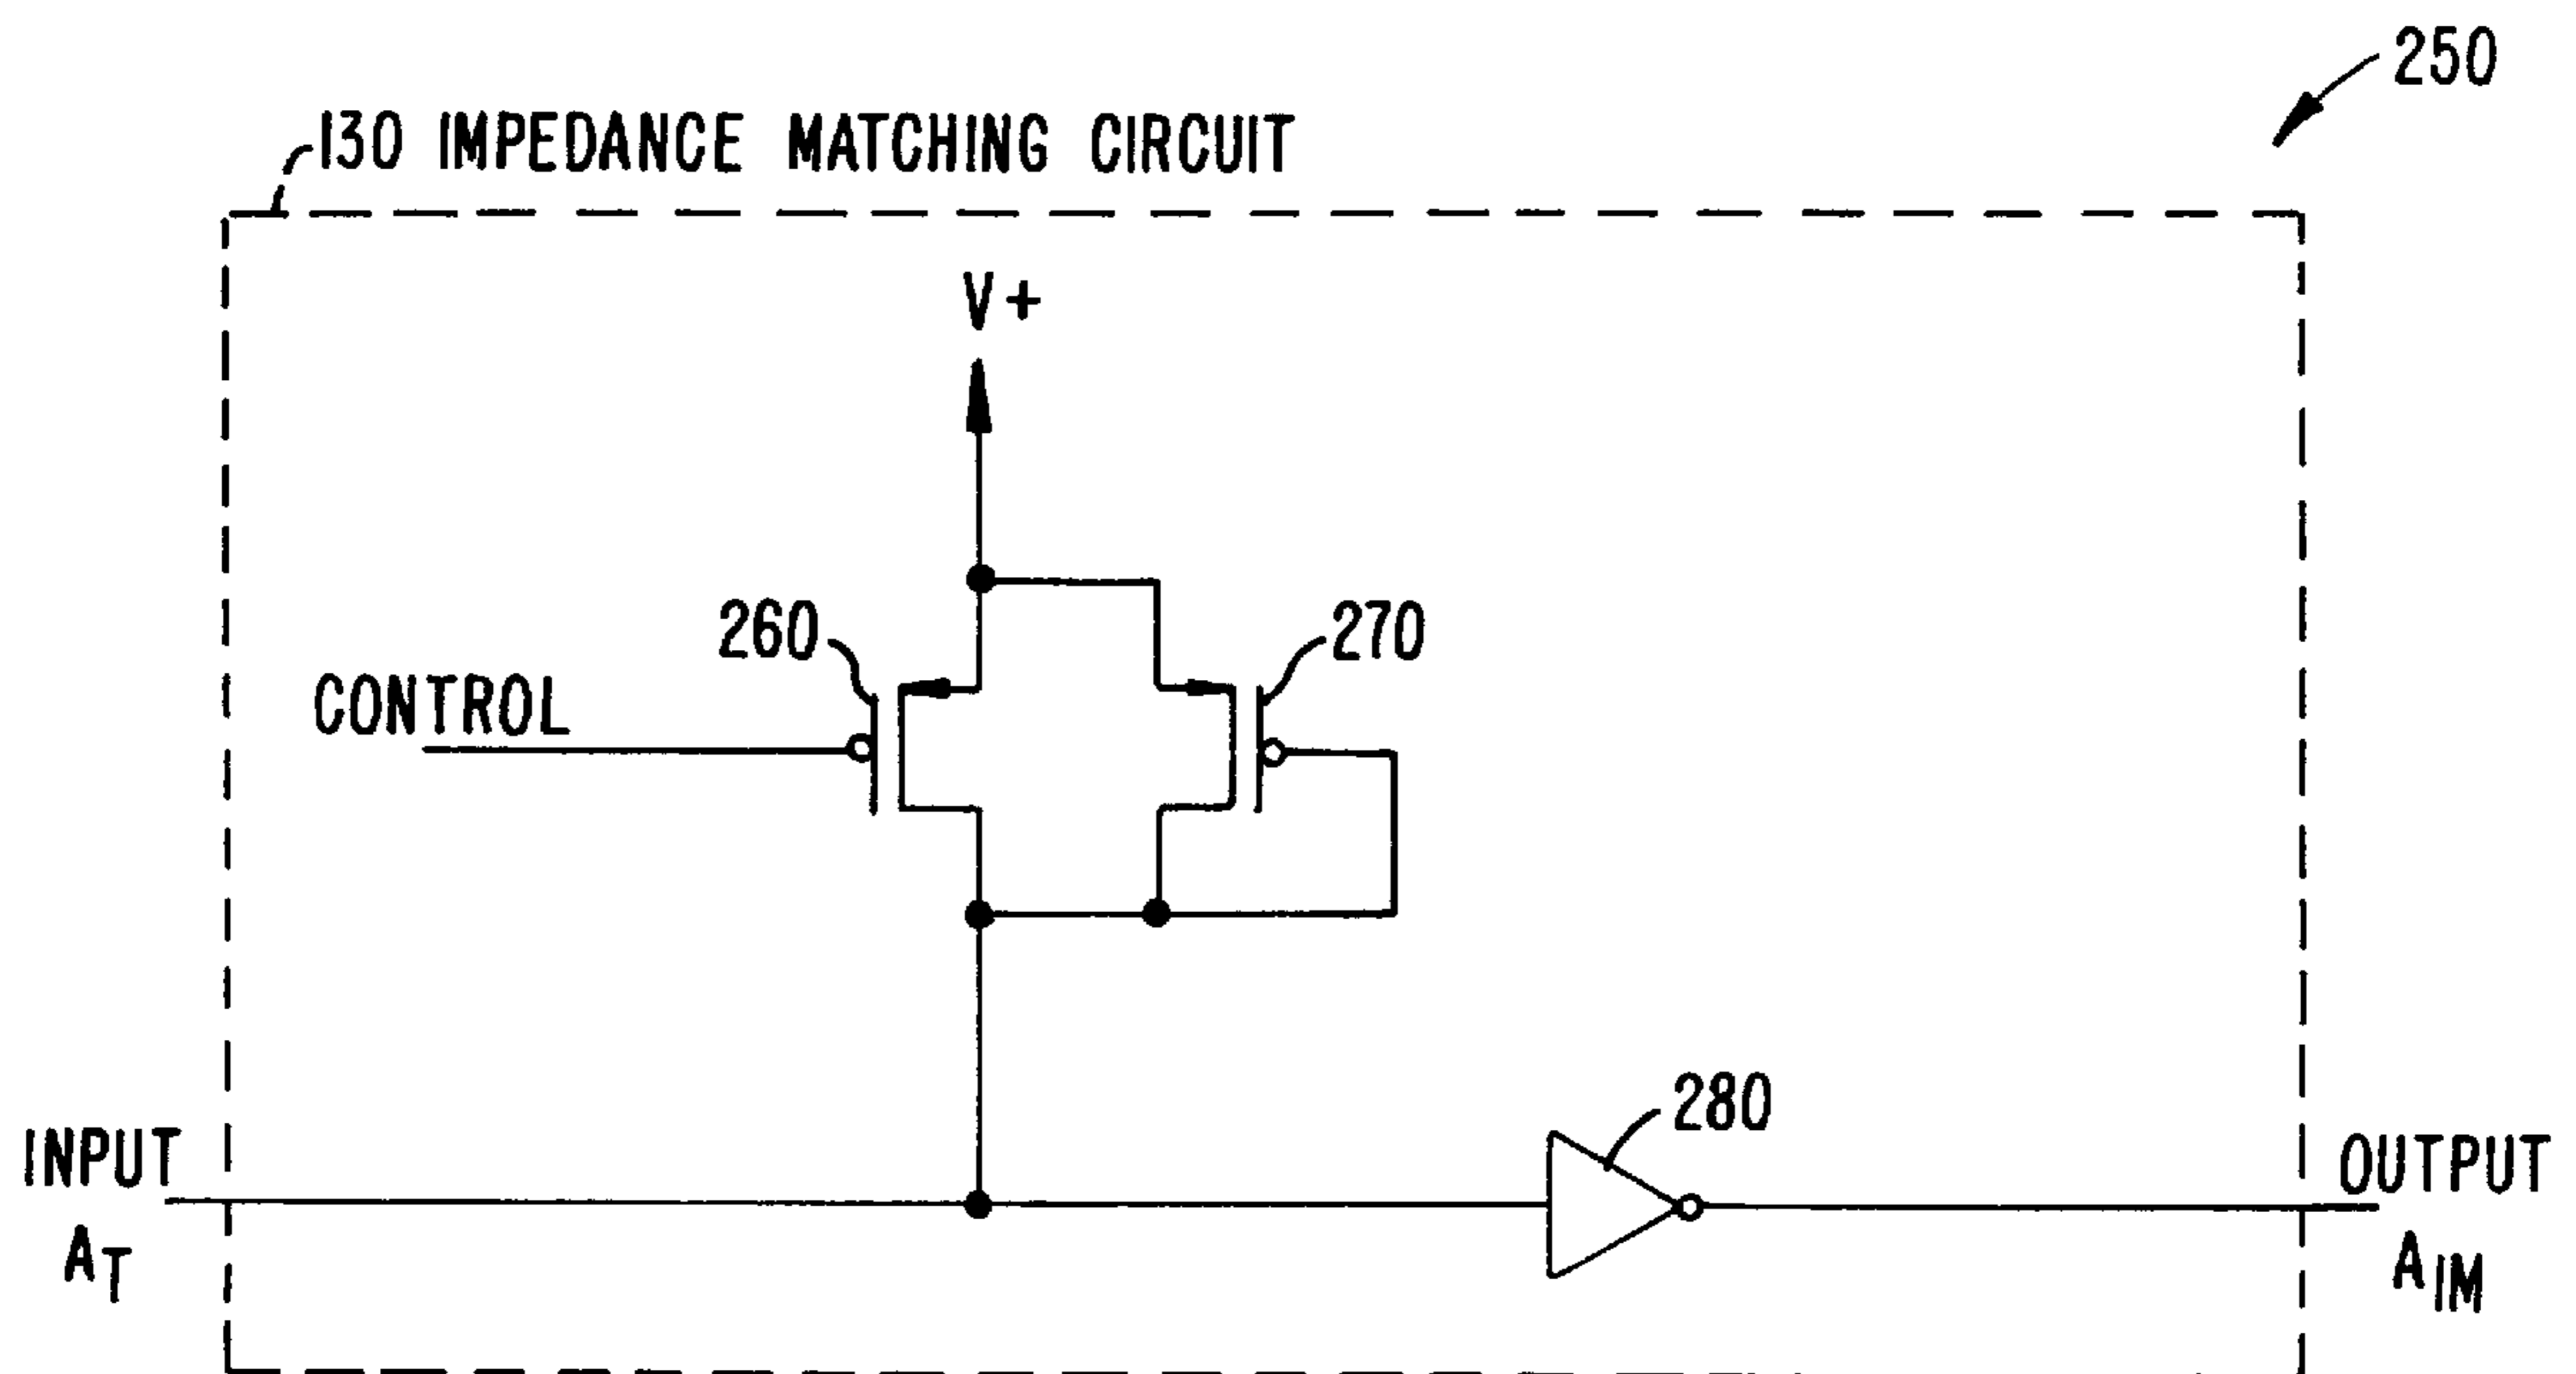 250
130 IMPEDANCE MATCHING CIRCUIT
V+
260
270
CONTROL
280
INPUT
OUTPUT
AT
AIM